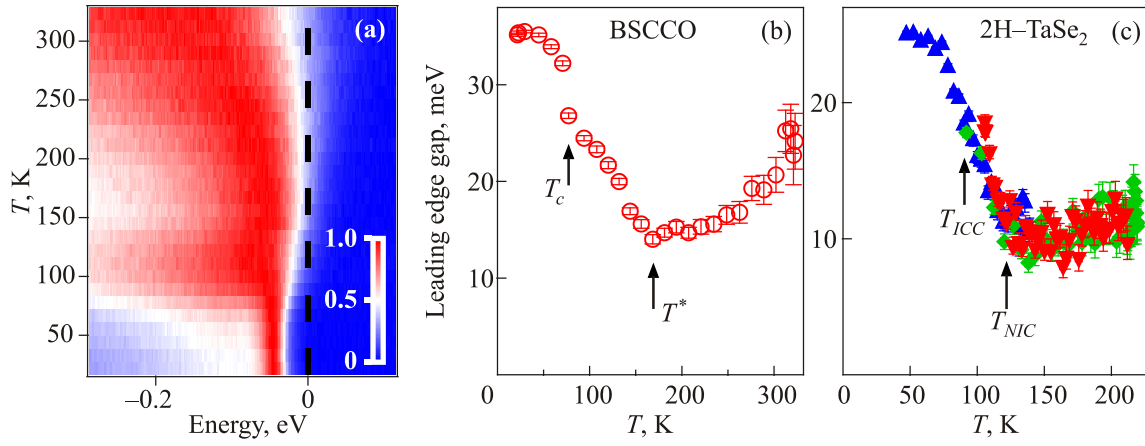 (a)
300
250
200
150
100
50
T, K
1.0
0.5
0
–0.2
0
Energy, eV
BSCCO
(b)
30
20
10
0
Leading edge gap, meV
T_c
T*
0
100
200
300
T, K
2H–TaSe₂
(c)
20
10
0
T_ICC
T_NIC
0
50
100
150
200
T, K